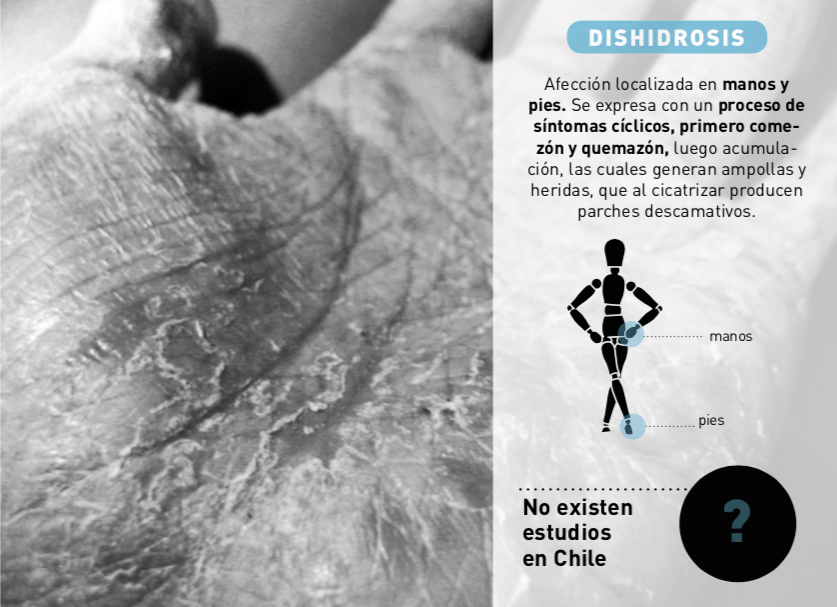 DISHIDROSIS
Afección localizada en manos y
pies. Se expresa con un proceso de
síntomas cíclicos, primero come-
zón y quemazón, luego acumula-
ción, las cuales generan ampollas y
heridas, que al cicatrizar producen
parches descamativos.
manos
pies
No existen
estudios
en Chile
?